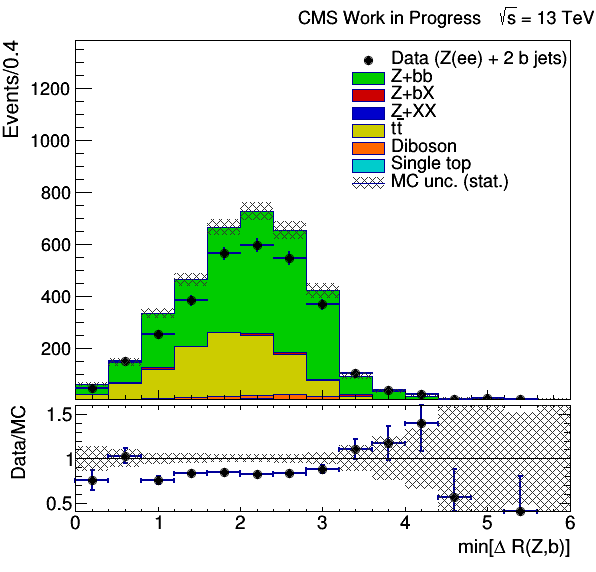 CMS Work in Progress √s = 13 TeV
Events/0.4
1200
1000
800
600
400
200
Data (Z(ee) + 2 b jets)
Z+bb
Z+bX
Z+XX
tt̄
Diboson
Single top
MC unc. (stat.)
Data/MC
1.5
1
0.5
0 1 2 3 4 5 6
min[Δ R(Z,b)]